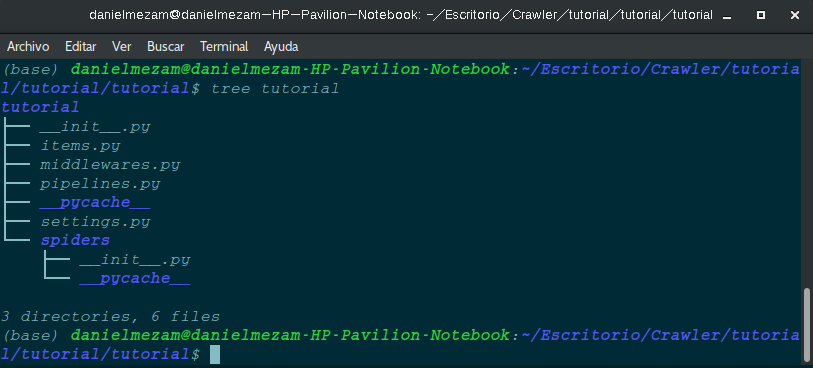 danielmezam@danielmezam-HP-Pavilion-Notebook: ~/Escritorio/Crawler/tutorial/tutorial/tutorial
Archivo Editar Ver Buscar Terminal Ayuda
(base) danielmezam@danielmezam-HP-Pavilion-Notebook:~/Escritorio/Crawler/tutoria
l/tutorial/tutorial$ tree tutorial
tutorial
├── __init__.py
├── items.py
├── middlewares.py
├── pipelines.py
├── __pycache__
├── settings.py
└── spiders
    ├── __init__.py
    └── __pycache__
3 directories, 6 files
(base) danielmezam@danielmezam-HP-Pavilion-Notebook:~/Escritorio/Crawler/tutoria
l/tutorial/tutorial$